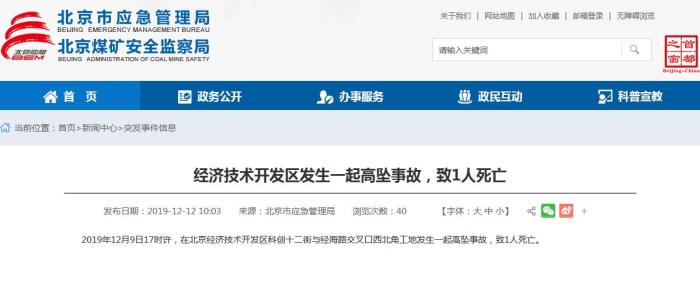 北京市应急管理局
BEIJING EMERGENCY MANAGEMENT BUREAU
北京煤矿安全监察局
BEIJING ADMINISTRATION OF COAL MINE SAFETY
北京应急
BEM
关于我们 | 网站地图 | 加入收藏 | 邮箱登录 | 无障碍浏览
请输入关键词
首都之窗
Beijing-China
首 页 政务公开 办事服务 政民互动 科普宣教
当前位置：首页>新闻中心>突发事件信息
经济技术开发区发生一起高坠事故，致1人死亡
发布日期：2019-12-12 10:03 来源：北京市应急管理局 浏览次数：40 【字体：大 中 小】
2019年12月9日17时许，在北京经济技术开发区科创十二街与经海路交叉口西北角工地发生一起高坠事故，致1人死亡。